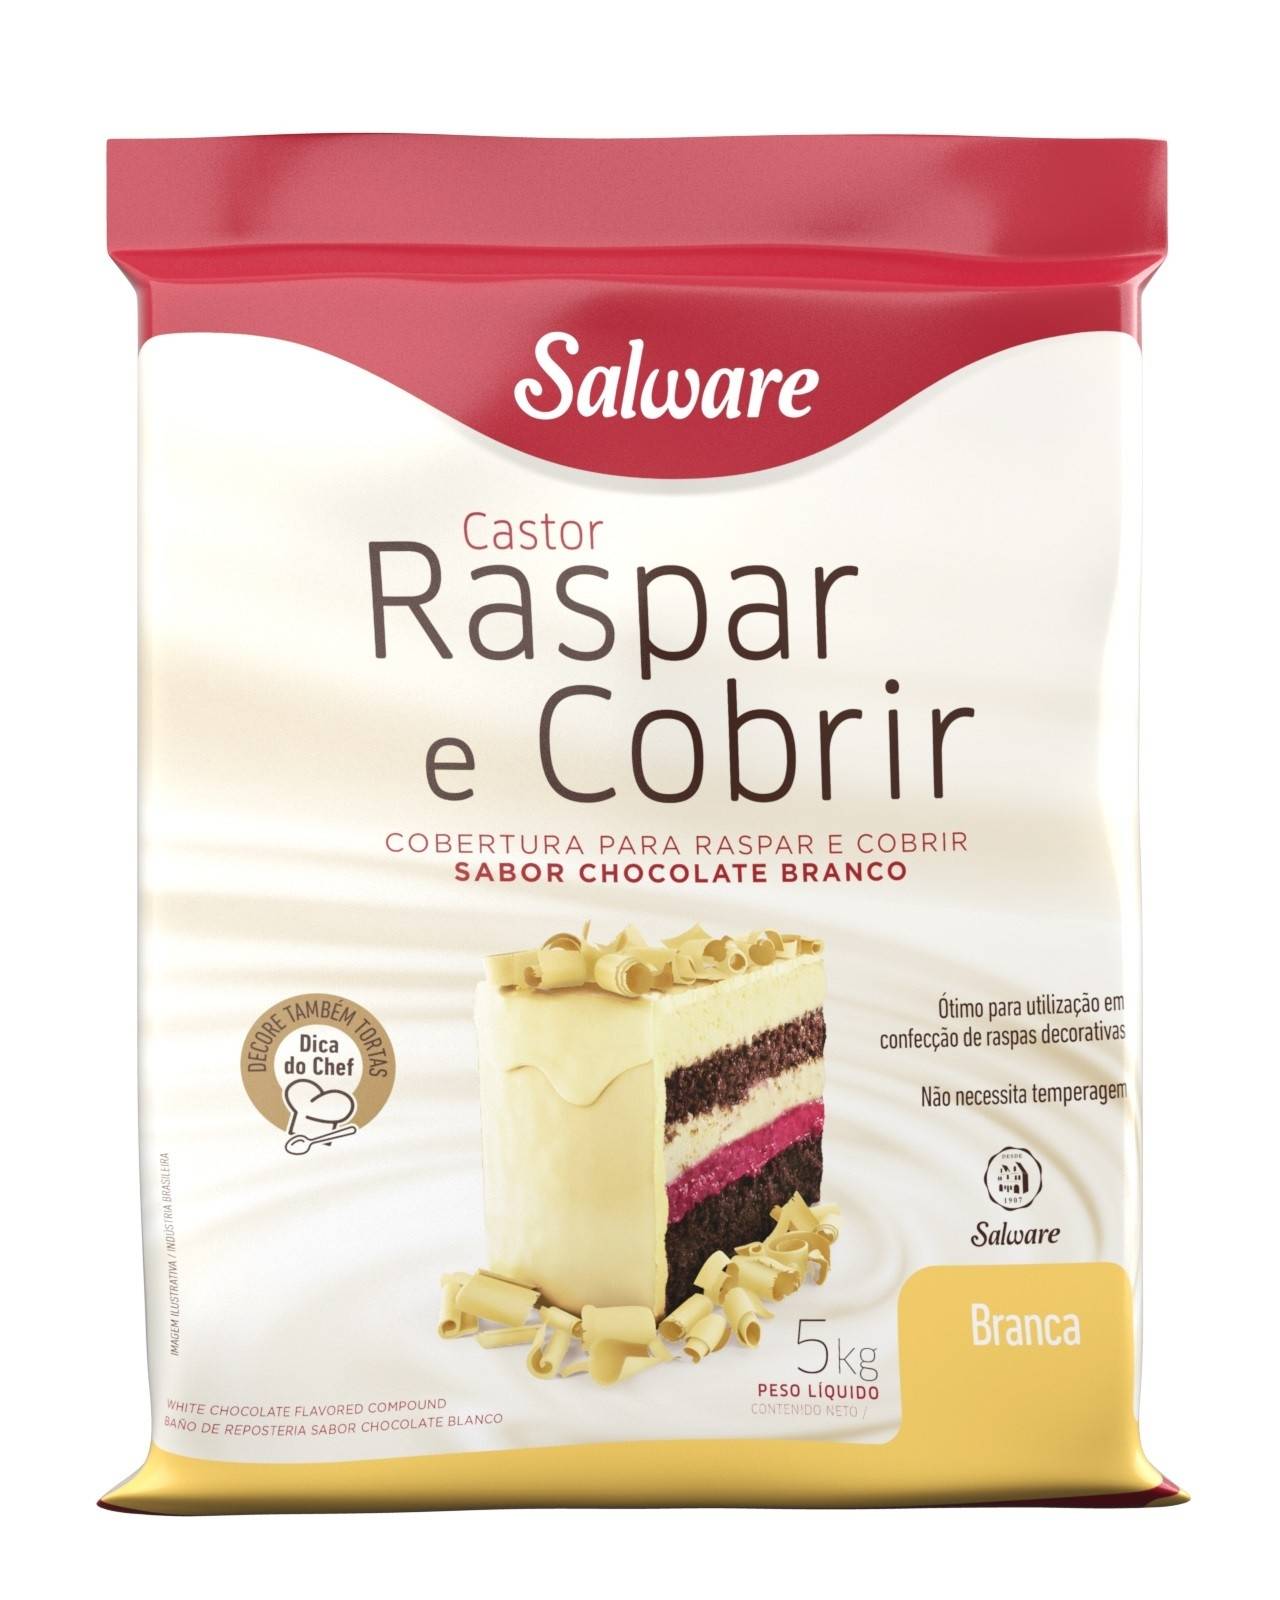 Salware
Castor
Raspar
e Cobrir
COBERTURA PARA RASPAR E COBRIR
SABOR CHOCOLATE BRANCO
DECORE TAMBÉM TORTAS
Dica
do Chef
Ótimo para utilização em
confecção de raspas decorativas
Não necessita temperagem
DESDE
1907
Salware
IMAGEM ILUSTRATIVA / INDÚSTRIA BRASILEIRA
Branca
5kg
PESO LÍQUIDO
CONTENIDO NETO /
WHITE CHOCOLATE FLAVORED COMPOUND
BAÑO DE REPOSTERIA SABOR CHOCOLATE BLANCO